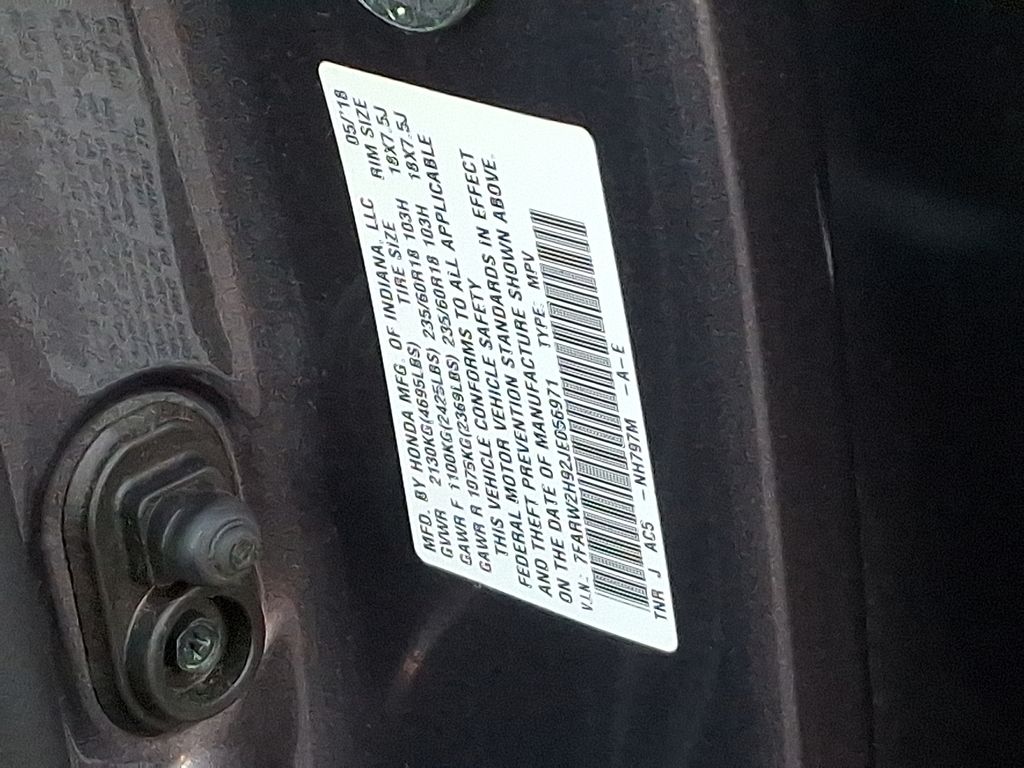 MFD. BY HONDA MFG. OF INDIANA, LLC 05/'18
GVWR 2130KG(4695LBS) TIRE SIZE RIM SIZE
GAWR F 1100KG(2425LBS) 235/60R18 103H 18X7.5J
GAWR R 1075KG(2369LBS) 235/60R18 103H 18X7.5J
THIS VEHICLE CONFORMS TO ALL APPLICABLE
FEDERAL MOTOR VEHICLE SAFETY
AND THEFT PREVENTION STANDARDS IN EFFECT
ON THE DATE OF MANUFACTURE SHOWN ABOVE.
V.I.N.: 7FARW2H92JE056971 TYPE: MPV
TNR J AC5 -NH797M -A-E